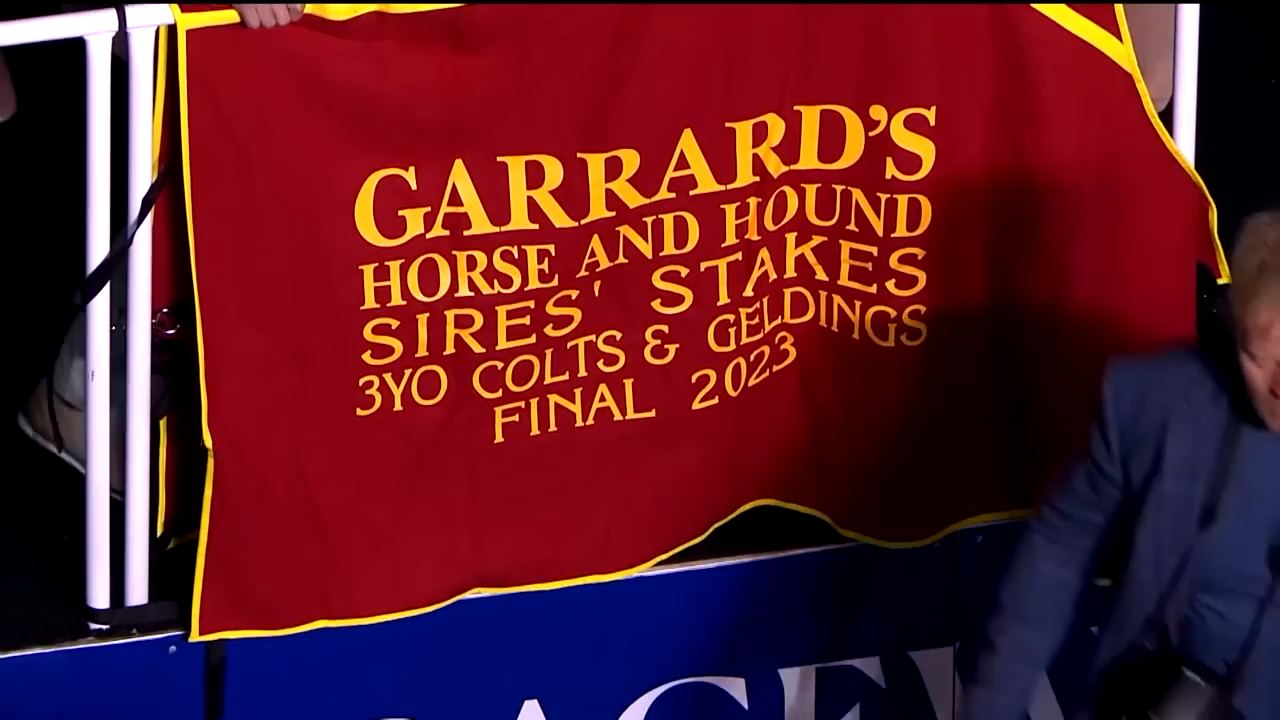 GARRARD'S
HORSE AND HOUND
SIRES' STAKES
3YO COLTS & GELDINGS
FINAL 2023